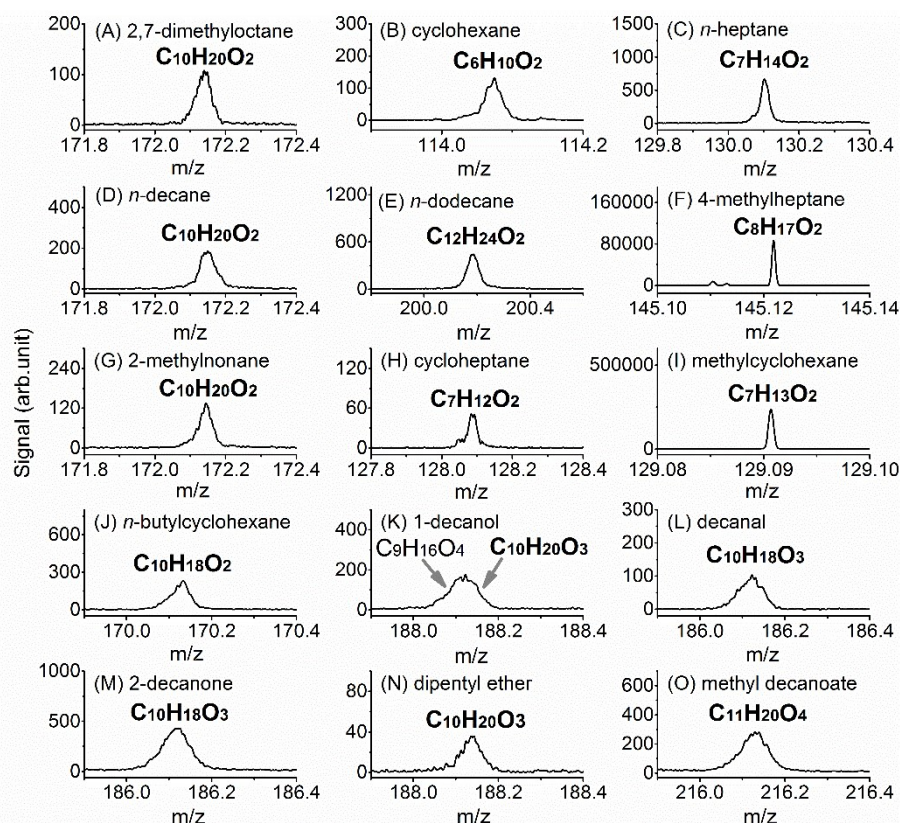 Signal (arb.unit)
(A) 2,7-dimethyloctane
C10H20O2
200
100
0
171.8 172.0 172.2 172.4
m/z
(B) cyclohexane
C6H10O2
300
200
100
0
114.0 114.2
m/z
(C) n-heptane
C7H14O2
1500
1000
500
0
129.8 130.0 130.2 130.4
m/z
(D) n-decane
C10H20O2
400
200
0
171.8 172.0 172.2 172.4
m/z
(E) n-dodecane
C12H24O2
1200
600
0
200.0 200.4
m/z
(F) 4-methylheptane
C8H17O2
160000
80000
0
145.10 145.12 145.14
m/z
(G) 2-methylnonane
C10H20O2
240
120
0
171.8 172.0 172.2 172.4
m/z
(H) cycloheptane
C7H12O2
120
60
0
127.8 128.0 128.2 128.4
m/z
(I) methylcyclohexane
C7H13O2
500000
0
129.08 129.09 129.10
m/z
(J) n-butylcyclohexane
C10H18O2
600
300
0
170.0 170.2 170.4
m/z
(K) 1-decanol
C9H16O4 C10H20O3
400
200
0
188.0 188.2 188.4
m/z
(L) decanal
C10H18O3
300
200
100
0
186.0 186.2 186.4
m/z
(M) 2-decanone
C10H18O3
1000
500
0
186.0 186.2 186.4
m/z
(N) dipentyl ether
C10H20O3
80
40
0
188.0 188.2 188.4
m/z
(O) methyl decanoate
C11H20O4
600
400
200
0
216.0 216.2 216.4
m/z